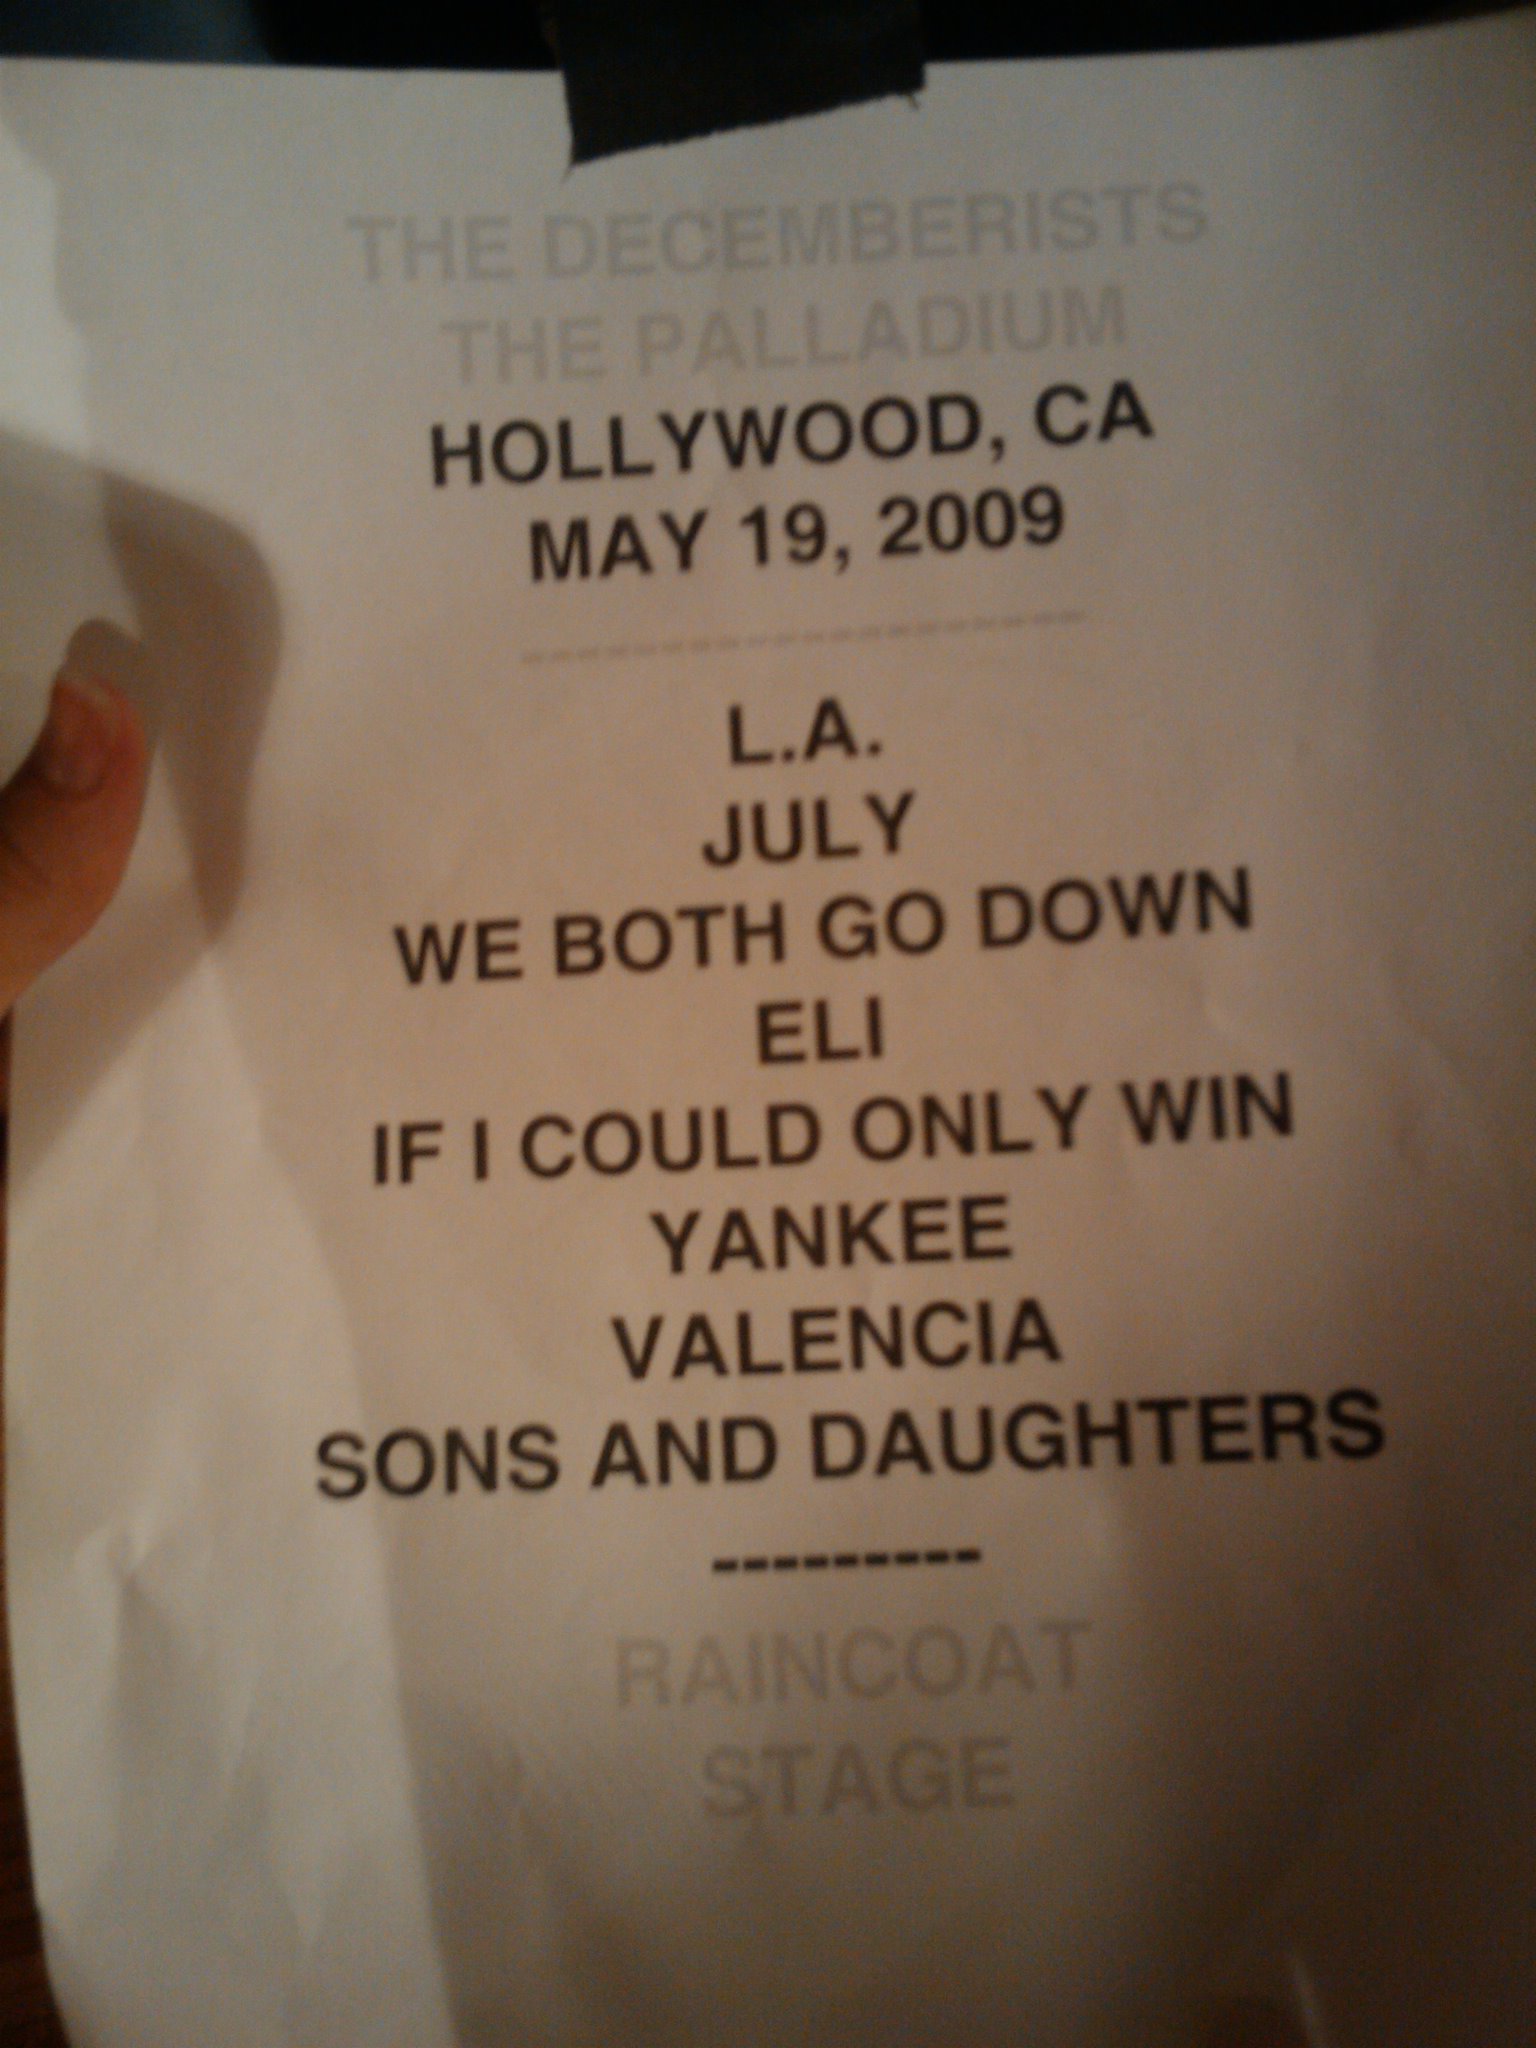 THE DECEMBERISTS
THE PALLADIUM
HOLLYWOOD, CA
MAY 19, 2009
--------------------
L.A.
JULY
WE BOTH GO DOWN
ELI
IF I COULD ONLY WIN
YANKEE
VALENCIA
SONS AND DAUGHTERS
---------
RAINCOAT
STAGE